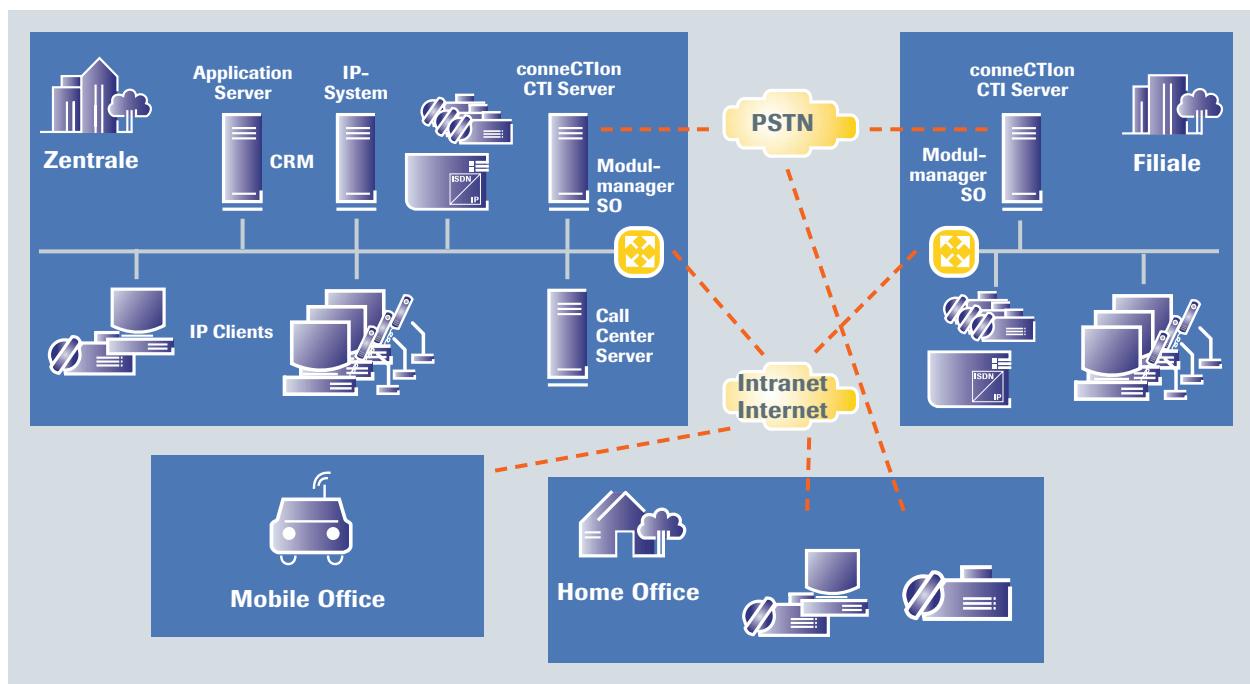 Zentrale
Application
Server
CRM
IP-
System
ISDN
IP
conneCTIon
CTI Server
Modul-
manager
SO
IP Clients
Call
Center
Server
PSTN
Intranet
Internet
conneCTIon
CTI Server
Modul-
manager
SO
Filiale
ISDN
IP
Mobile Office
Home Office